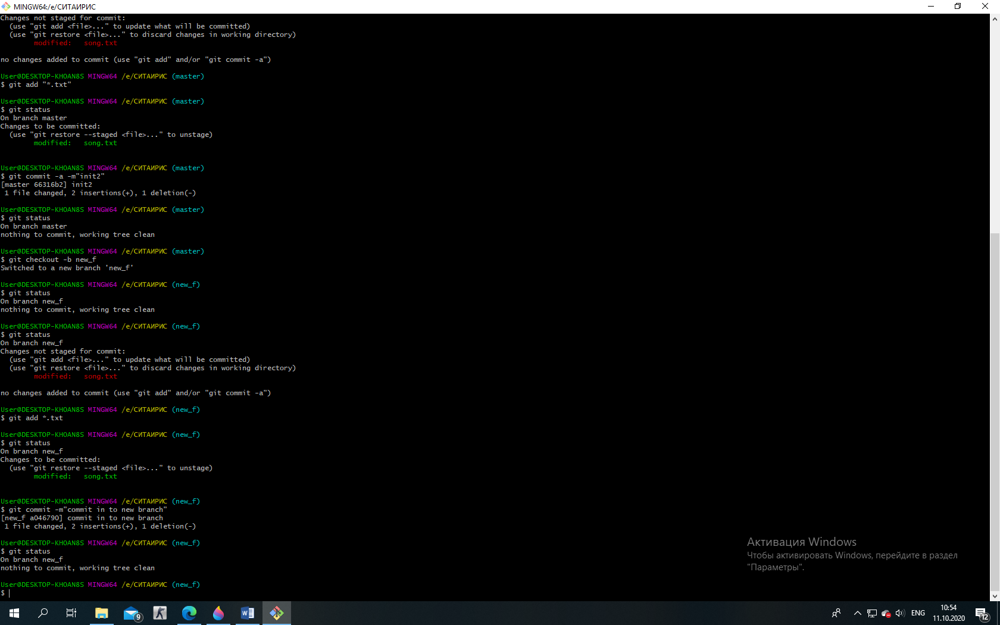 MINGW64:/e/СИТАИРИС
Changes not staged for commit:
  (use "git add <file>..." to update what will be committed)
  (use "git restore <file>..." to discard changes in working directory)
        modified:   song.txt

no changes added to commit (use "git add" and/or "git commit -a")

User@DESKTOP-KHOAN8S MINGW64 /e/СИТАИРИС (master)
$ git add "*.txt"

User@DESKTOP-KHOAN8S MINGW64 /e/СИТАИРИС (master)
$ git status
On branch master
Changes to be committed:
  (use "git restore --staged <file>..." to unstage)
        modified:   song.txt


User@DESKTOP-KHOAN8S MINGW64 /e/СИТАИРИС (master)
$ git commit -a -m"init2"
[master 66316b2] init2
 1 file changed, 2 insertions(+), 1 deletion(-)

User@DESKTOP-KHOAN8S MINGW64 /e/СИТАИРИС (master)
$ git status
On branch master
nothing to commit, working tree clean

User@DESKTOP-KHOAN8S MINGW64 /e/СИТАИРИС (master)
$ git checkout -b new_f
Switched to a new branch 'new_f'

User@DESKTOP-KHOAN8S MINGW64 /e/СИТАИРИС (new_f)
$ git status
On branch new_f
nothing to commit, working tree clean

User@DESKTOP-KHOAN8S MINGW64 /e/СИТАИРИС (new_f)
$ git status
On branch new_f
Changes not staged for commit:
  (use "git add <file>..." to update what will be committed)
  (use "git restore <file>..." to discard changes in working directory)
        modified:   song.txt

no changes added to commit (use "git add" and/or "git commit -a")

User@DESKTOP-KHOAN8S MINGW64 /e/СИТАИРИС (new_f)
$ git add *.txt

User@DESKTOP-KHOAN8S MINGW64 /e/СИТАИРИС (new_f)
$ git status
On branch new_f
Changes to be committed:
  (use "git restore --staged <file>..." to unstage)
        modified:   song.txt


User@DESKTOP-KHOAN8S MINGW64 /e/СИТАИРИС (new_f)
$ git commit -m"commit in to new branch"
[new_f a046790] commit in to new branch
 1 file changed, 2 insertions(+), 1 deletion(-)

User@DESKTOP-KHOAN8S MINGW64 /e/СИТАИРИС (new_f)
$ git status
On branch new_f
nothing to commit, working tree clean

User@DESKTOP-KHOAN8S MINGW64 /e/СИТАИРИС (new_f)
$
Активация Windows
Чтобы активировать Windows, перейдите в раздел
"Параметры".
9
ENG
10:54
11.10.2020
12